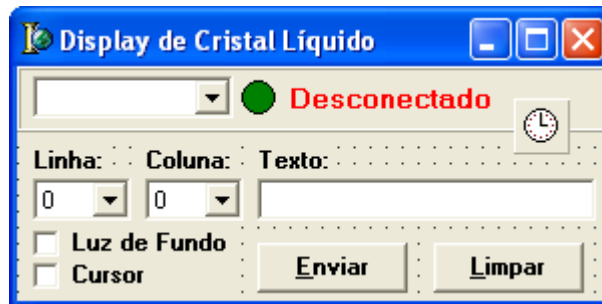 Display de Cristal Líquido
Desconectado
Linha: Coluna: Texto:
0 0
Luz de Fundo
Cursor
Enviar Limpar